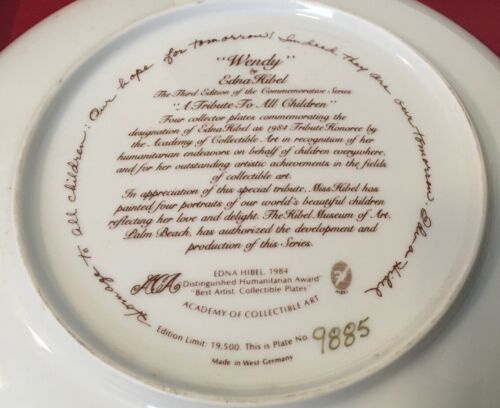 Homage to all children: Our hope for tomorrow! Indeed they are our tomorrow! Edna Hibel
"Wendy"
by
Edna Hibel
The Third Edition of the Commemorative Series
"A Tribute To All Children"
Four collector plates commemorating the
designation of Edna Hibel as 1984 Tribute Honoree by
the Academy of Collectible Art in recognition of her
humanitarian endeavors on behalf of children everywhere,
and for her outstanding artistic achievements in the fields
of collectible art.
In appreciation of this special tribute, Miss Hibel has
painted four portraits of our world's beautiful children
reflecting her love and delight. The Hibel Museum of Art,
Palm Beach, has authorized the development and
production of this Series.
EDNA HIBEL, 1984
Distinguished Humanitarian Award"
"Best Artist, Collectible Plates"
ACADEMY OF COLLECTIBLE ART
Edition Limit: 19,500. This is Plate No. 9885
Made in West Germany